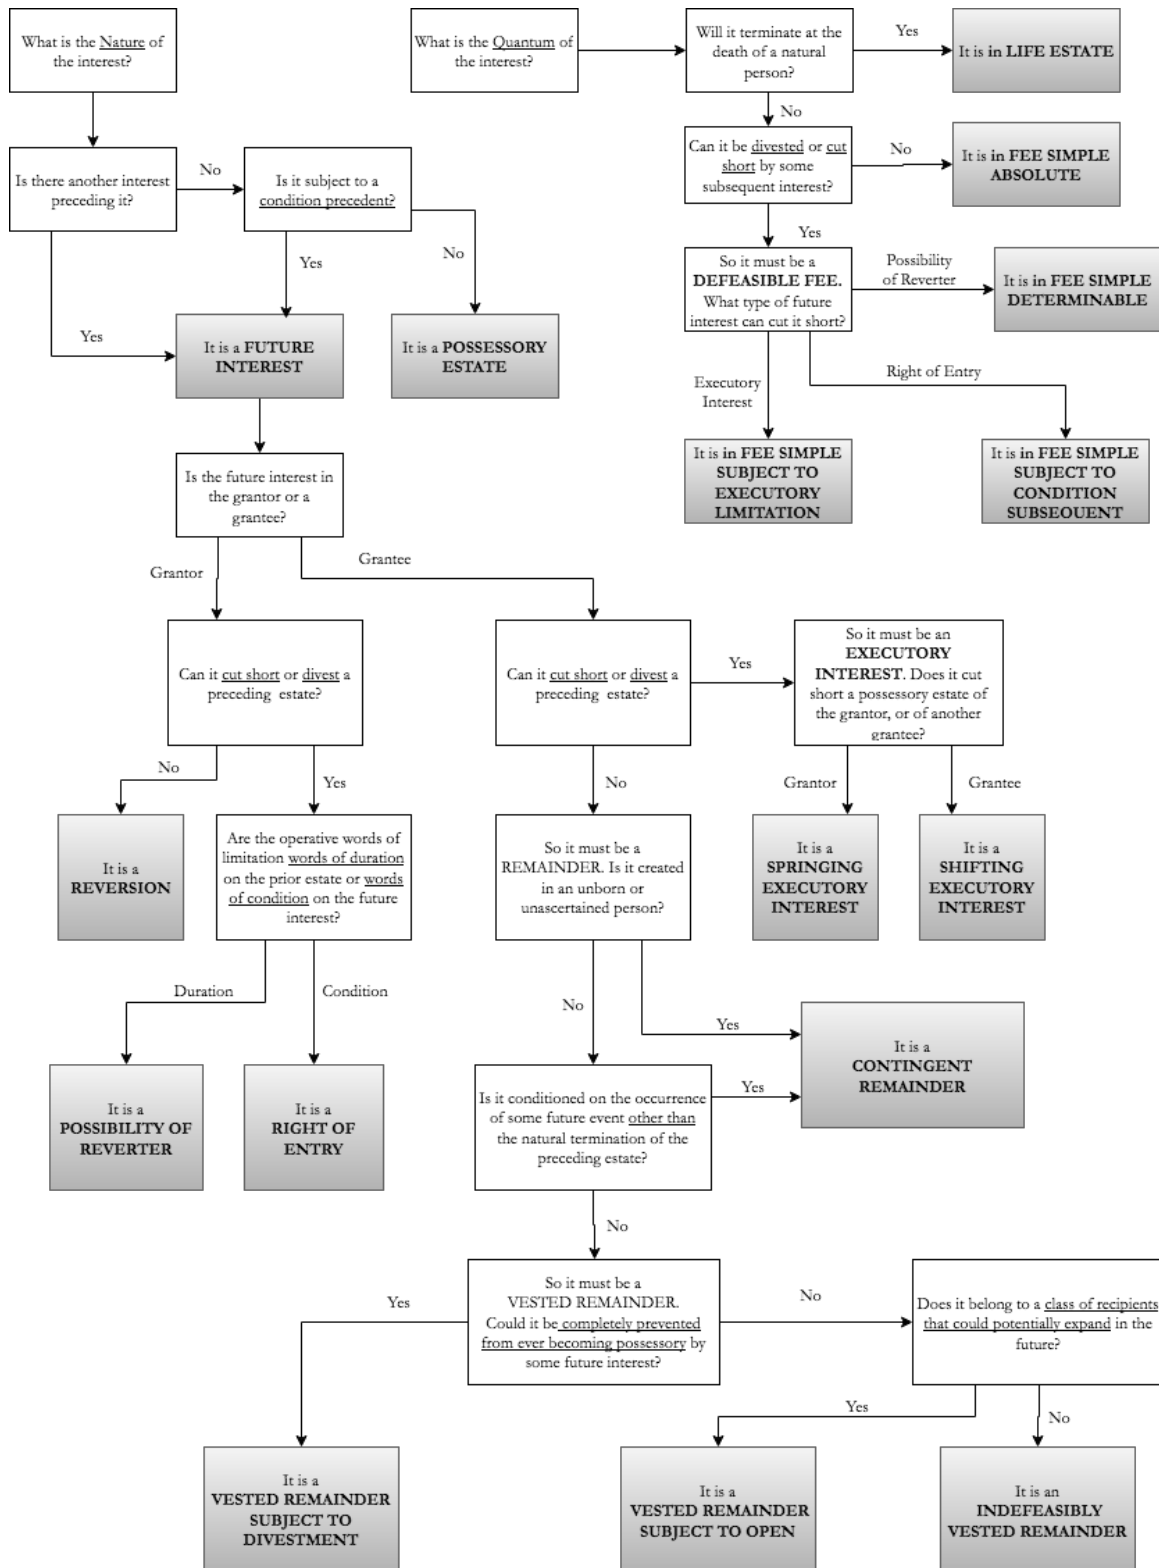 What is the Nature of
the interest?
What is the Quantum of
the interest?
Will it terminate at the
death of a natural
person?
Yes
It is in LIFE ESTATE
No
Is there another interest
preceding it?
No
Is it subject to a
condition precedent?
Can it be divested or cut
short by some
subsequent interest?
No
It is in FEE SIMPLE
ABSOLUTE
Yes
Yes
No
Yes
So it must be a
DEFEASIBLE FEE.
What type of future
interest can cut it short?
Possibility
of Reverter
It is in FEE SIMPLE
DETERMINABLE
It is a FUTURE
INTEREST
It is a POSSESSORY
ESTATE
Executory
Interest
Right of Entry
It is in FEE SIMPLE
SUBJECT TO
EXECUTORY
LIMITATION
It is in FEE SIMPLE
SUBJECT TO
CONDITION
SUBSEQUENT
Is the future interest in
the grantor or a
grantee?
Grantor
Grantee
Can it cut short or divest a
preceding estate?
Can it cut short or divest a
preceding estate?
Yes
So it must be an
EXECUTORY
INTEREST. Does it cut
short a possessory estate of
the grantor, or of another
grantee?
No
Yes
No
Grantor
Grantee
It is a
REVERSION
Are the operative words of
limitation words of duration
on the prior estate or words
of condition on the future
interest?
So it must be a
REMAINDER. Is it created
in an unborn or
unascertained person?
It is a
SPRINGING
EXECUTORY
INTEREST
It is a
SHIFTING
EXECUTORY
INTEREST
Duration
Condition
No
Yes
It is a
POSSIBILITY OF
REVERTER
It is a
RIGHT OF
ENTRY
Is it conditioned on the occurrence
of some future event other than
the natural termination of the
preceding estate?
Yes
It is a
CONTINGENT
REMAINDER
No
So it must be a
VESTED REMAINDER.
Could it be completely prevented
from ever becoming possessory by
some future interest?
Yes
No
Does it belong to a class of recipients
that could potentially expand in the
future?
Yes
No
It is a
VESTED REMAINDER
SUBJECT TO
DIVESTMENT
It is a
VESTED REMAINDER
SUBJECT TO OPEN
It is an
INDEFEASIBLY
VESTED REMAINDER